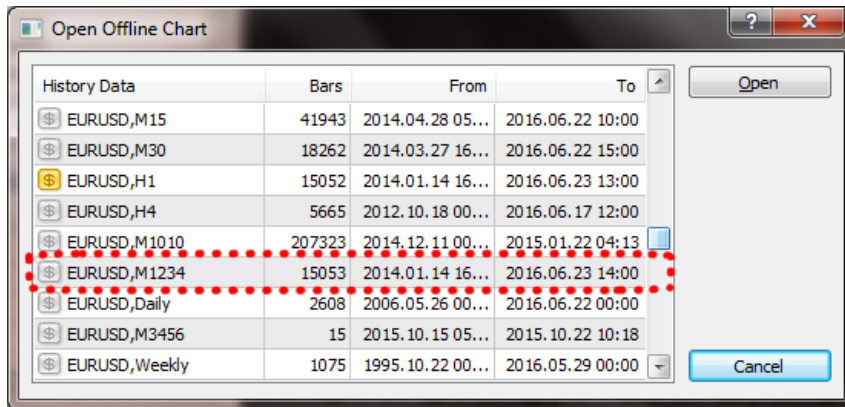 Open Offline Chart
History Data Bars From To
EURUSD,M15 41943 2014.04.28 05... 2016.06.22 10:00
EURUSD,M30 18262 2014.03.27 16... 2016.06.22 15:00
EURUSD,H1 15052 2014.01.14 16... 2016.06.23 13:00
EURUSD,H4 5665 2012.10.18 00... 2016.06.17 12:00
EURUSD,M1010 207323 2014.12.11 00... 2015.01.22 04:13
EURUSD,M1234 15053 2014.01.14 16... 2016.06.23 14:00
EURUSD,Daily 2608 2006.05.26 00... 2016.06.22 00:00
EURUSD,M3456 15 2015.10.15 05... 2015.10.22 10:18
EURUSD,Weekly 1075 1995.10.22 00... 2016.05.29 00:00
Open
Cancel